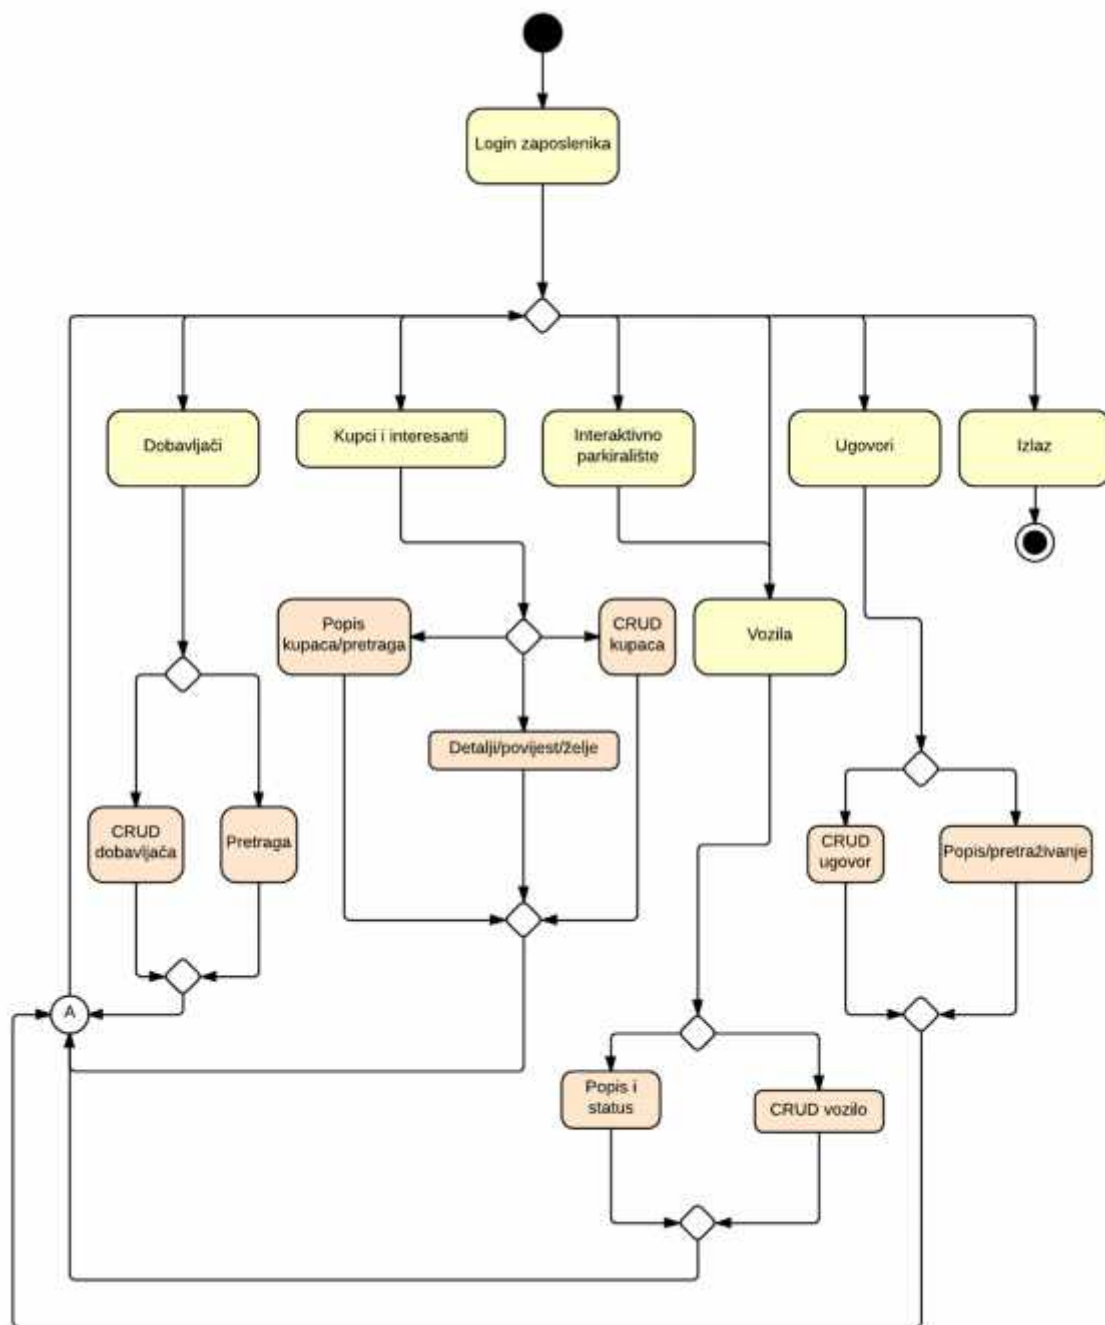 Login zaposlenika
Dobavljači
Kupci i interesanti
Interaktivno
parkiralište
Ugovori
Izlaz
Popis
kupaca/pretraga
CRUD
kupaca
Vozila
Detalji/povijest/želje
CRUD
dobavljača
Pretraga
CRUD
ugovor
Popis/pretraživanje
A
Popis i
status
CRUD vozilo